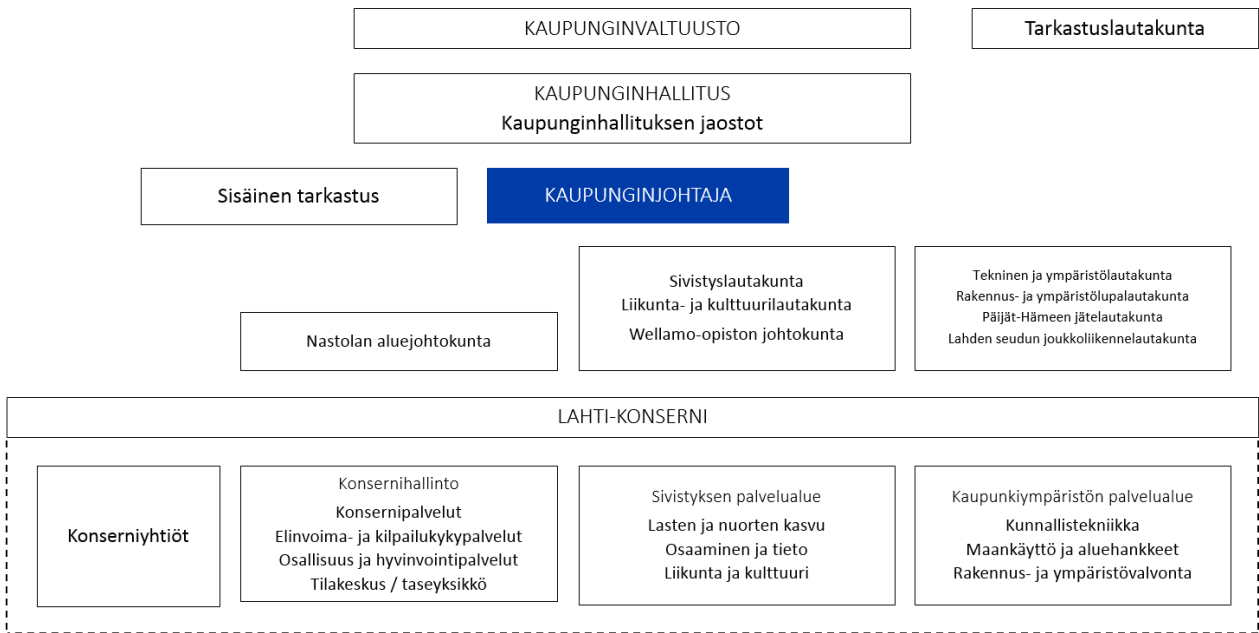 KAUPUNGINVALTUUSTO
Tarkastuslautakunta
KAUPUNGINHALLITUS
Kaupunginhallituksen jaostot
Sisäinen tarkastus
KAUPUNGINJOHTAJA
Nastolan aluejohtokunta
Sivistyslautakunta
Liikunta- ja kulttuurilautakunta
Wellamo-opiston johtokunta
Tekninen ja ympäristölautakunta
Rakennus- ja ympäristölupalautakunta
Päijät-Hämeen jätelautakunta
Lahden seudun joukkoliikennelautakunta
LAHTI-KONSERNI
Konserniyhtiöt
Konsernihallinto
Konsernipalvelut
Elinvoima- ja kilpailukykypalvelut
Osallisuus ja hyvinvointipalvelut
Tilakeskus / taseyksikkö
Sivistyksen palvelualue
Lasten ja nuorten kasvu
Osaaminen ja tieto
Liikunta ja kulttuuri
Kaupunkiympäristön palvelualue
Kunnallistekniikka
Maankäyttö ja aluehankkeet
Rakennus- ja ympäristövalvonta